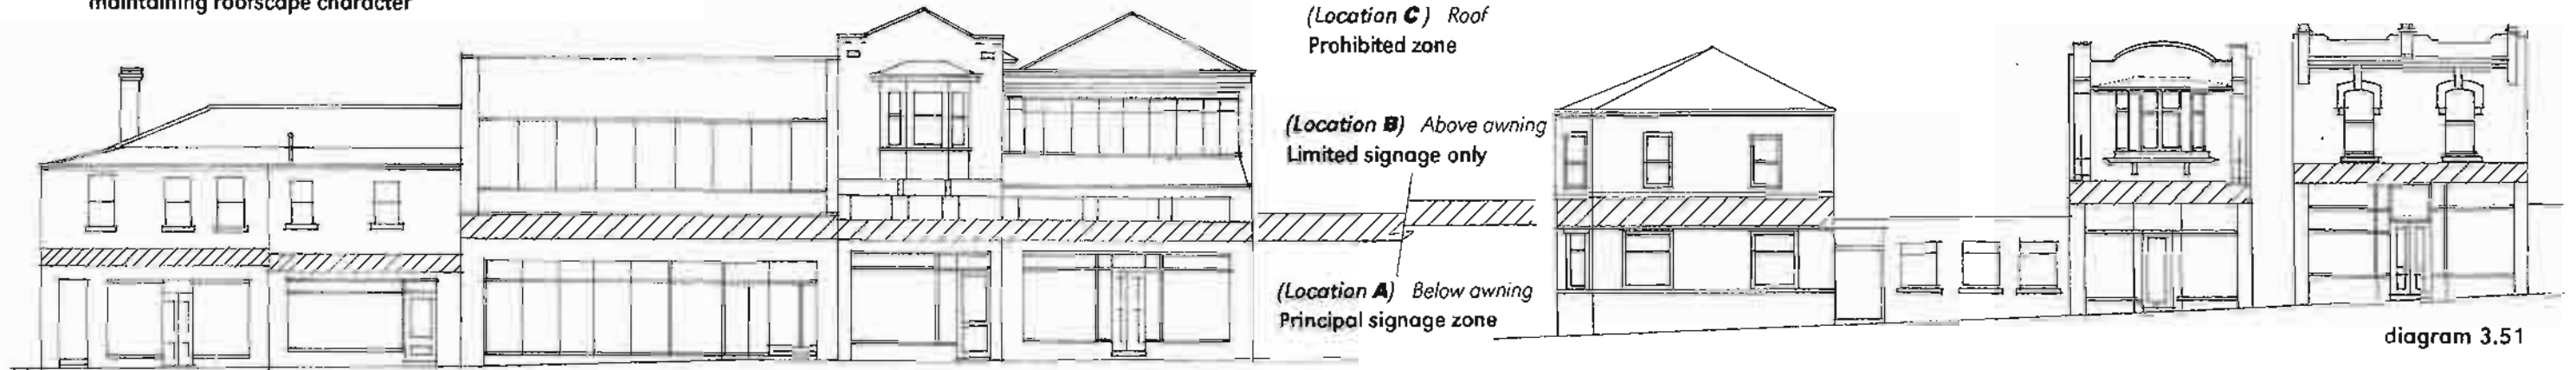 maintaining roofscape character
(Location C) Roof
Prohibited zone
(Location B) Above awning
Limited signage only
(Location A) Below awning
Principal signage zone
diagram 3.51